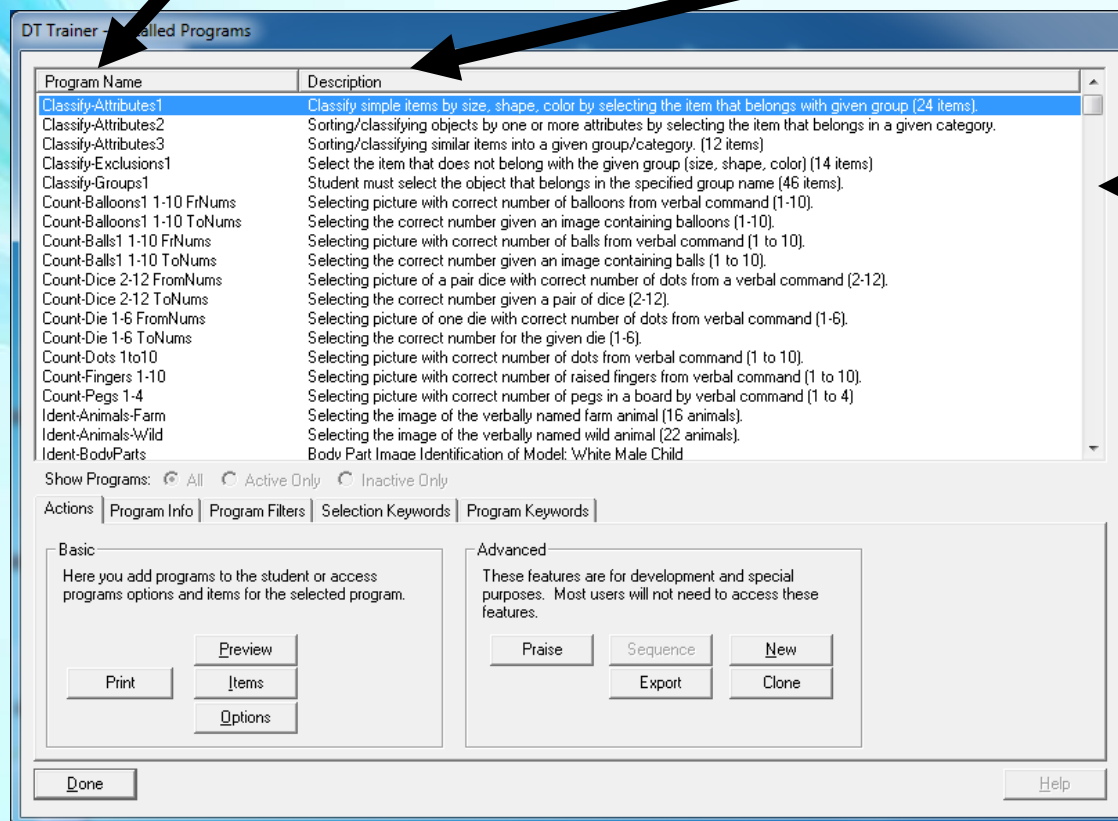 DT Trainer - alled Programs
Program Name Description
Classify-Attributes1 Classify simple items by size, shape, color by selecting the item that belongs with given group (24 items).
Classify-Attributes2 Sorting/classifying objects by one or more attributes by selecting the item that belongs in a given category.
Classify-Attributes3 Sorting/classifying similar items into a given group/category. (12 items)
Classify-Exclusions1 Select the item that does not belong with the given group (size, shape, color) (14 items)
Classify-Groups1 Student must select the object that belongs in the specified group name (46 items).
Count-Balloons1 1-10 FrNums Selecting picture with correct number of balloons from verbal command (1-10).
Count-Balloons1 1-10 ToNums Selecting the correct number given an image containing balloons (1-10).
Count-Balls1 1-10 FrNums Selecting picture with correct number of balls from verbal command (1 to 10).
Count-Balls1 1-10 ToNums Selecting the correct number given an image containing balls (1 to 10).
Count-Dice 2-12 FromNums Selecting picture of a pair dice with correct number of dots from a verbal command (2-12).
Count-Dice 2-12 ToNums Selecting the correct number given a pair of dice (2-12).
Count-Die 1-6 FromNums Selecting picture of one die with correct number of dots from verbal command (1-6).
Count-Die 1-6 ToNums Selecting the correct number for the given die (1-6).
Count-Dots 1to10 Selecting picture with correct number of dots from verbal command (1 to 10).
Count-Fingers 1-10 Selecting picture with correct number of raised fingers from verbal command (1 to 10).
Count-Pegs 1-4 Selecting picture with correct number of pegs in a board by verbal command (1 to 4)
Ident-Animals-Farm Selecting the image of the verbally named farm animal (16 animals).
Ident-Animals-Wild Selecting the image of the verbally named wild animal (22 animals).
Ident-BodyParts Body Part Image Identification of Model: White Male Child
Show Programs: All Active Only Inactive Only
Actions Program Info Program Filters Selection Keywords Program Keywords
Basic
Here you add programs to the student or access
programs options and items for the selected program.
Preview
Print Items
Options
Advanced
These features are for development and special
purposes. Most users will not need to access these
features.
Praise Sequence New
Export Clone
Done Help